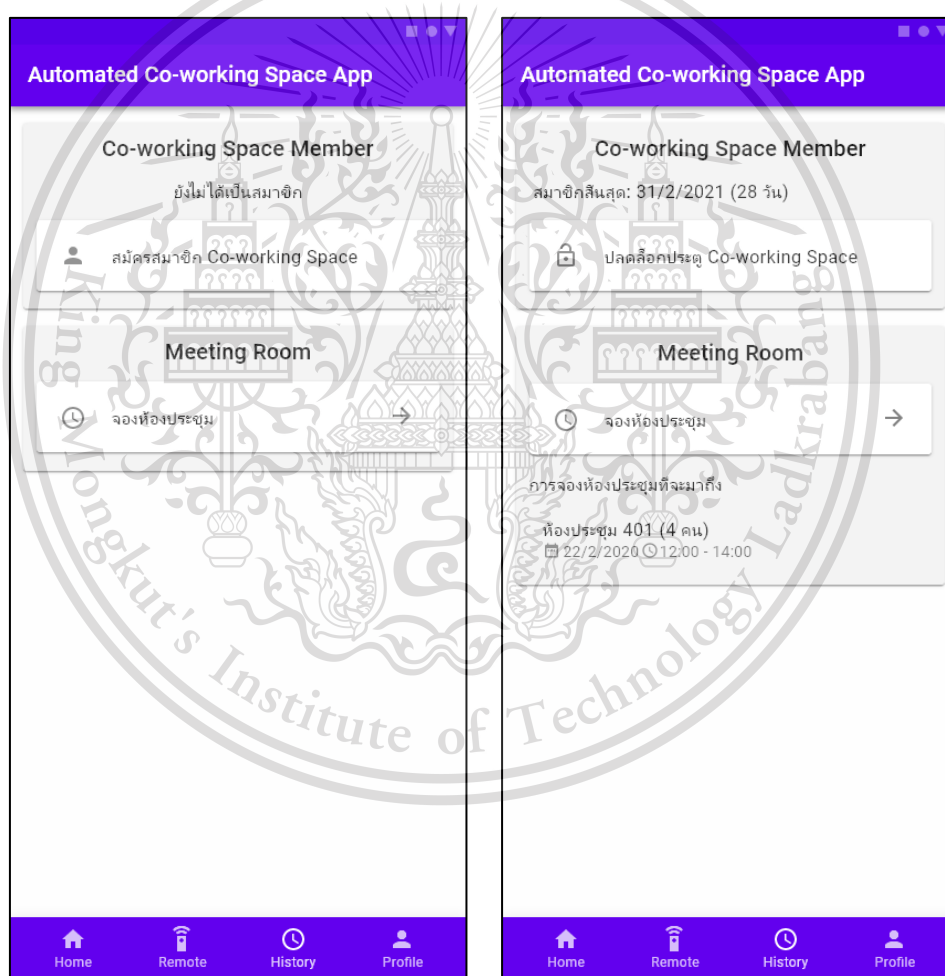 Automated Co-working Space App
Co-working Space Member
ยังไม่ได้เป็นสมาชิก
สมัครสมาชิก Co-working Space
Meeting Room
จองห้องประชุม
Home
Remote
History
Profile
Automated Co-working Space App
Co-working Space Member
สมาชิกสิ้นสุด: 31/2/2021 (28 วัน)
ปลดล็อกประตู Co-working Space
Meeting Room
จองห้องประชุม
การจองห้องประชุมที่จะมาถึง
ห้องประชุม 401 (4 คน)
22/2/2020 12:00 - 14:00
Home
Remote
History
Profile
King Mongkut's Institute of Technology Ladkrabang